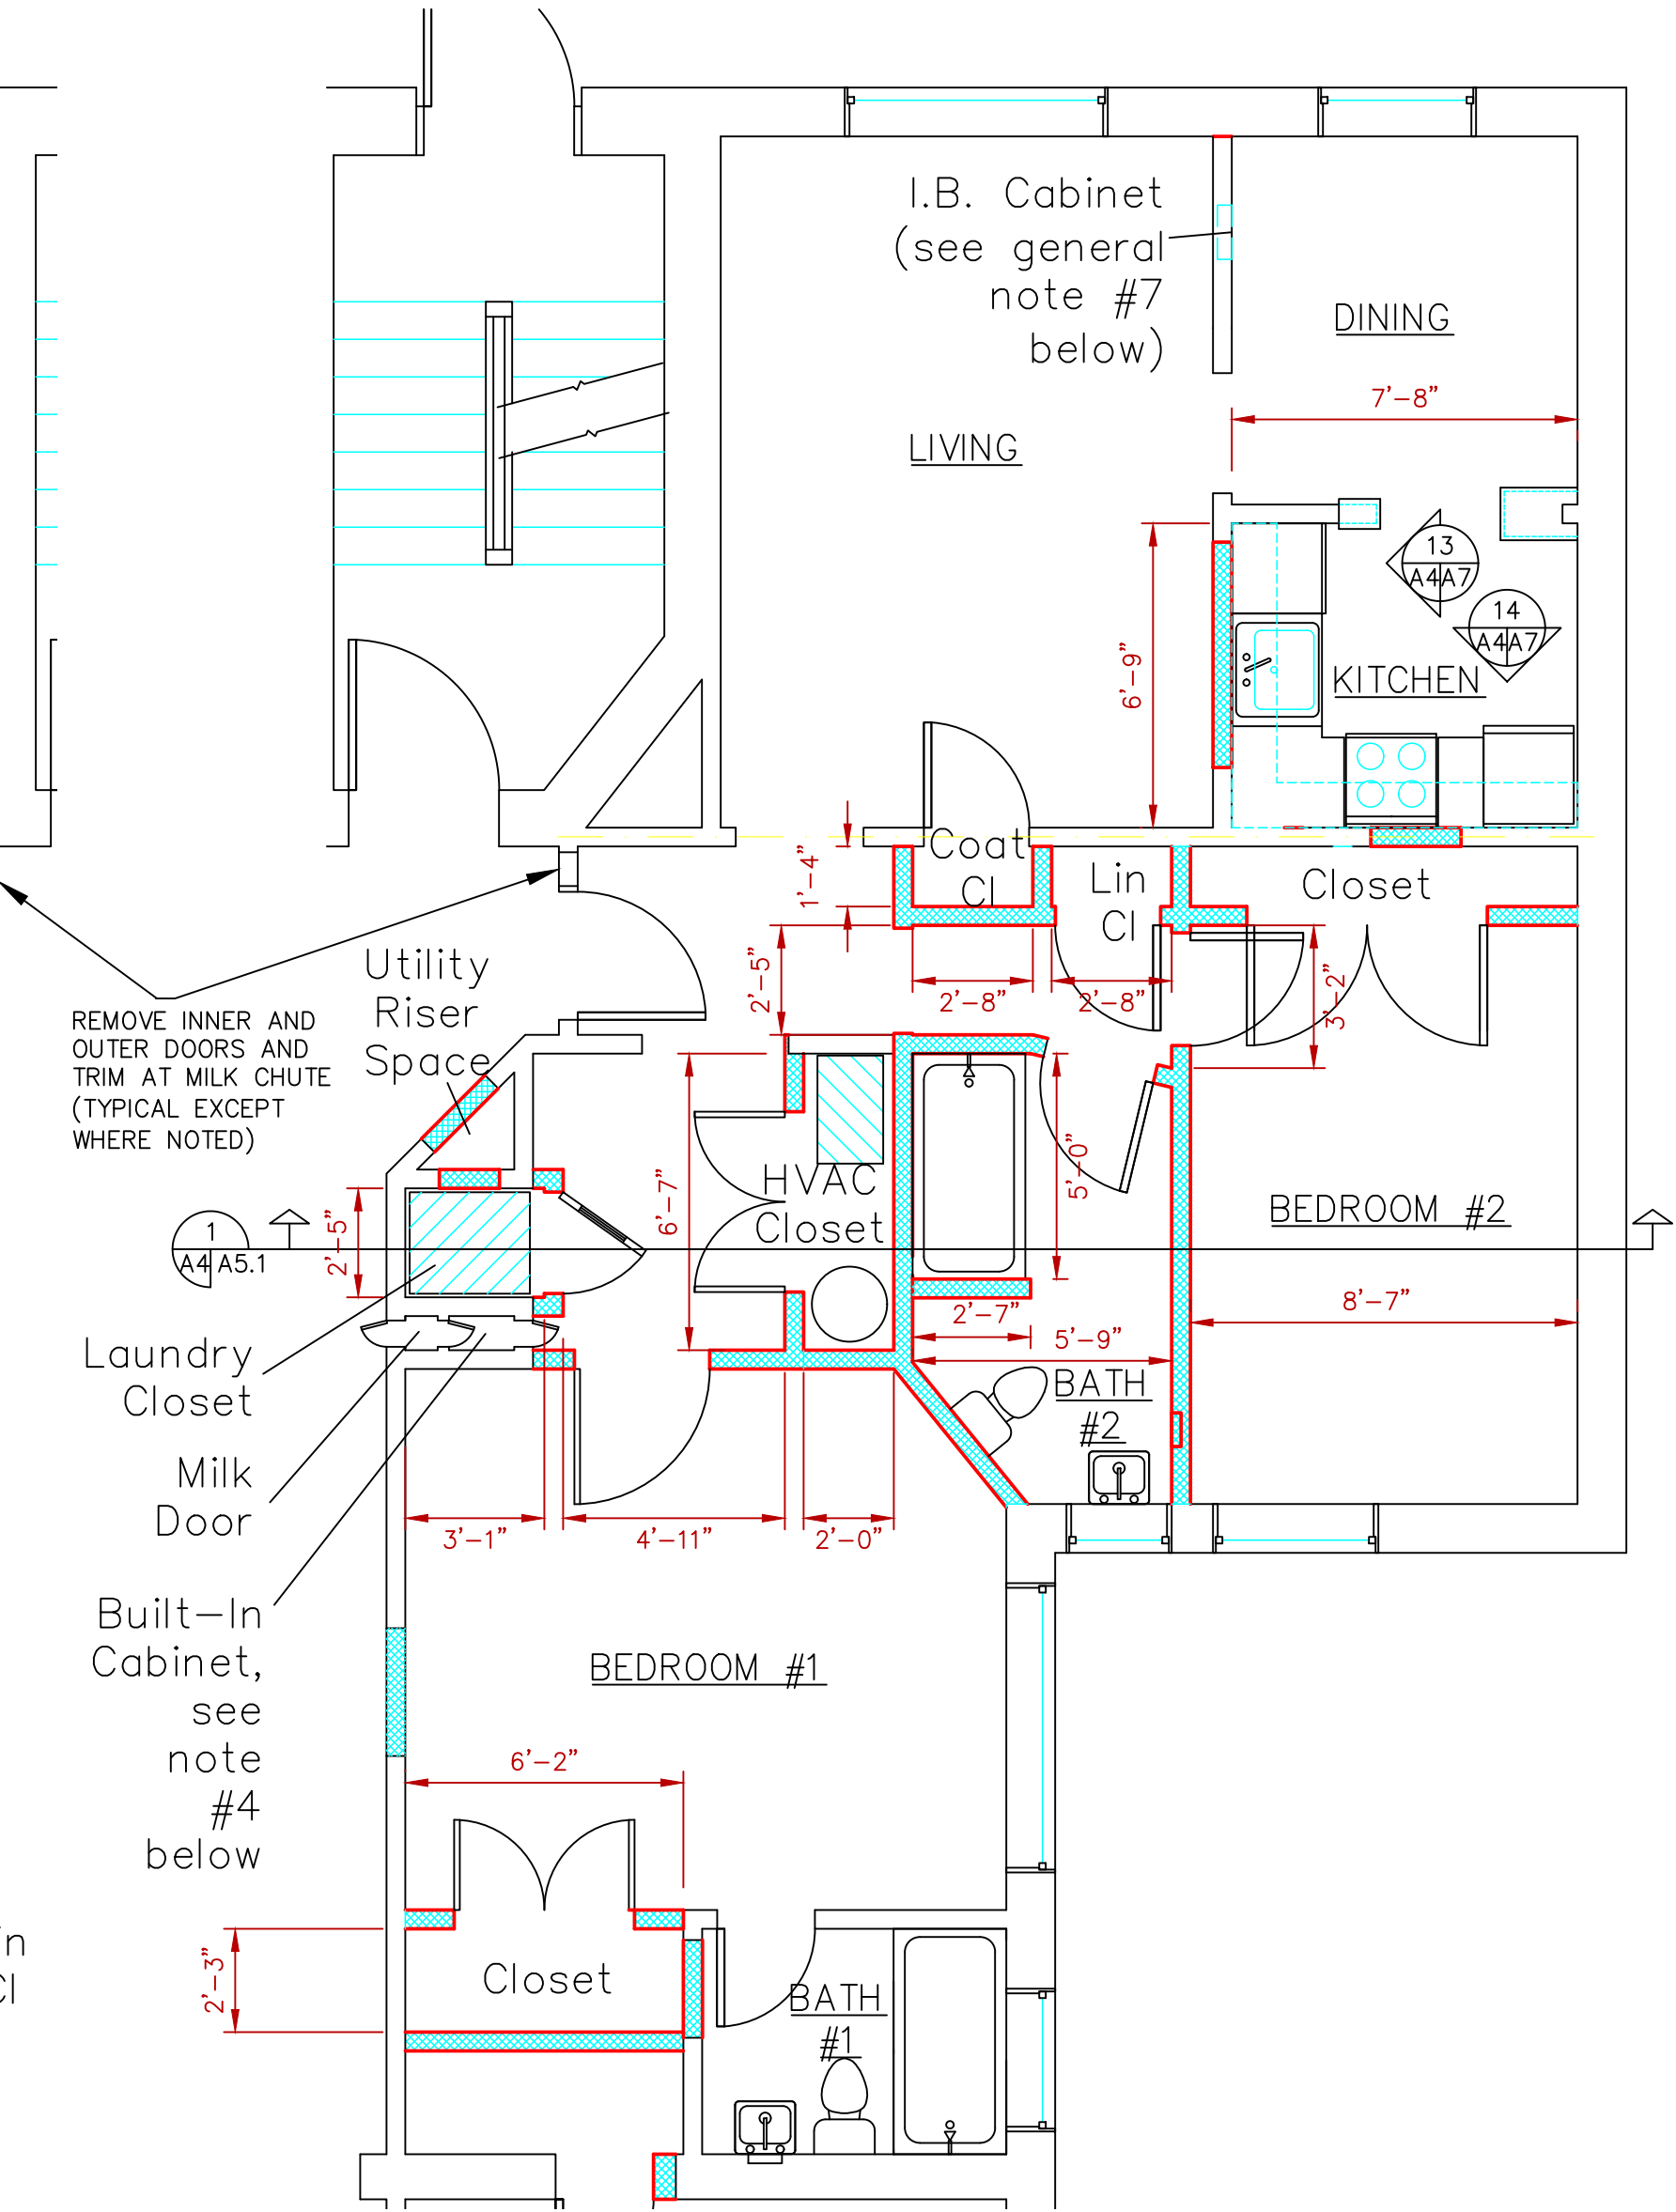 I.B. Cabinet
(see general
note #7
below)
DINING
7'-8"
LIVING
13
A4 A7
14
A4 A7
6'-9"
KITCHEN
Coat
Cl
Lin
Cl
Closet
1'-4"
2'-5"
2'-8"
2'-8"
3'-2"
Utility
Riser
Space
REMOVE INNER AND
OUTER DOORS AND
TRIM AT MILK CHUTE
(TYPICAL EXCEPT
WHERE NOTED)
HVAC
Closet
6'-7"
5'-0"
BEDROOM #2
1
A4 A5.1
2'-5"
2'-7"
5'-9"
8'-7"
Laundry
Closet
BATH
#2
Milk
Door
3'-1"
4'-11"
2'-0"
Built-In
Cabinet,
see
note
#4
below
BEDROOM #1
6'-2"
2'-3"
Closet
BATH
#1